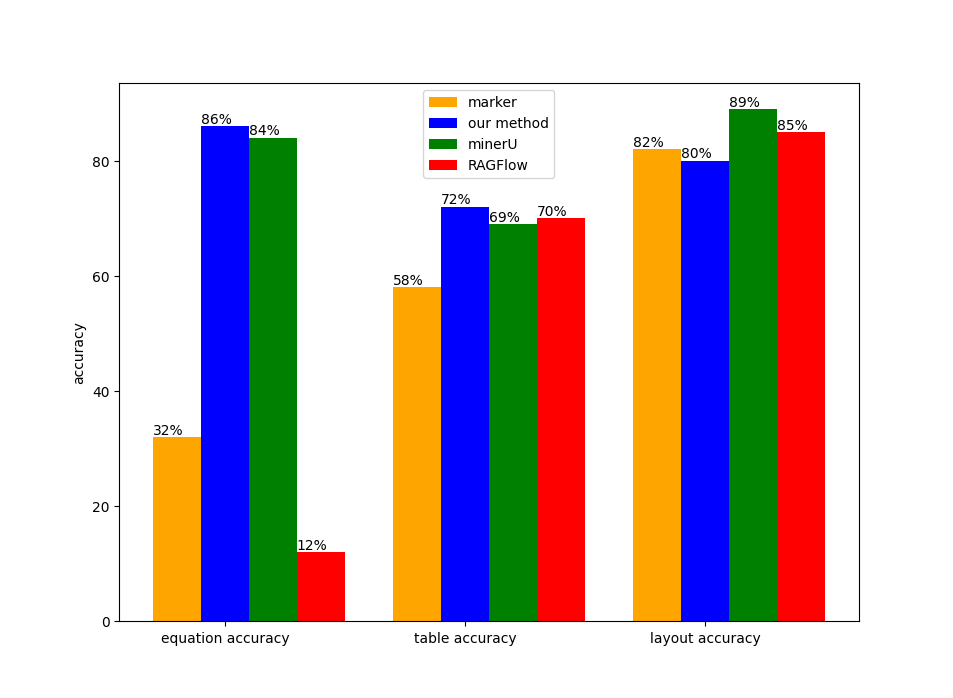 marker
our method
minerU
RAGFlow
accuracy
80
60
40
20
0
32%
86%
84%
12%
58%
72%
69%
70%
82%
80%
89%
85%
equation accuracy
table accuracy
layout accuracy